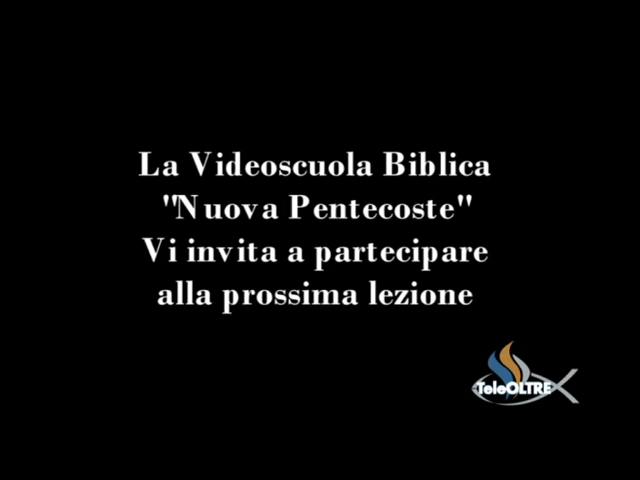 La Videoscuola Biblica
"Nuova Pentecoste"
Vi invita a partecipare
alla prossima lezione
TeleOLTRE